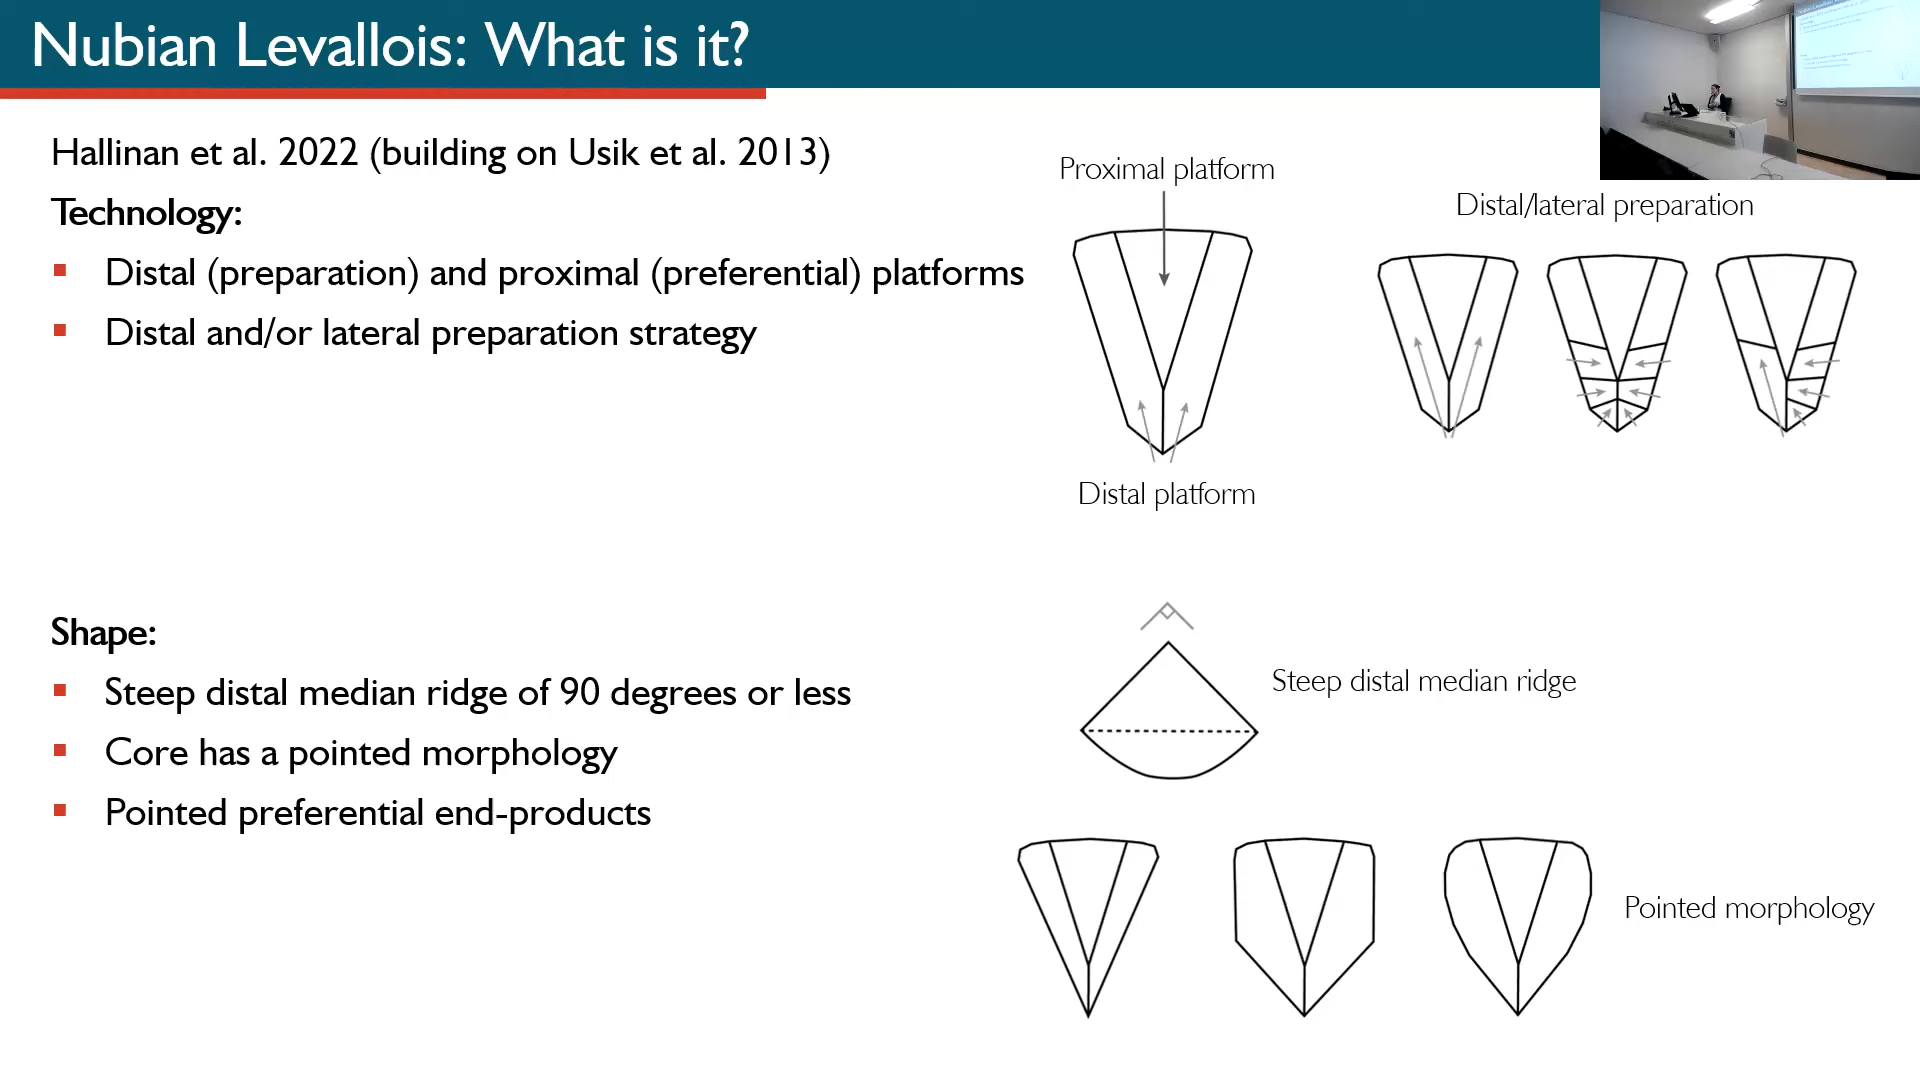 Nubian Levallois: What is it?
Hallinan et al. 2022 (building on Usik et al. 2013)
Technology:
Distal (preparation) and proximal (preferential) platforms
Distal and/or lateral preparation strategy
Proximal platform
Distal platform
Distal/lateral preparation
Shape:
Steep distal median ridge of 90 degrees or less
Core has a pointed morphology
Pointed preferential end-products
Steep distal median ridge
Pointed morphology